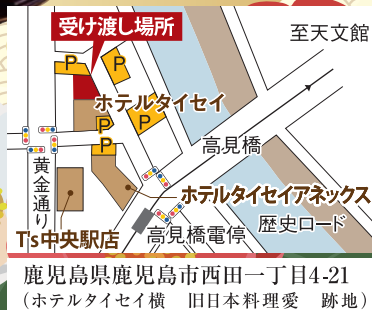 受け渡し場所
至天文館
P
P
ホテルタイセイ
P
P
P
高見橋
黄金通り
ホテルタイセイアネックス
T's中央駅店
高見橋電停
歴史ロード
鹿児島県鹿児島市西田一丁目4-21
（ホテルタイセイ横　旧日本料理愛　跡地）